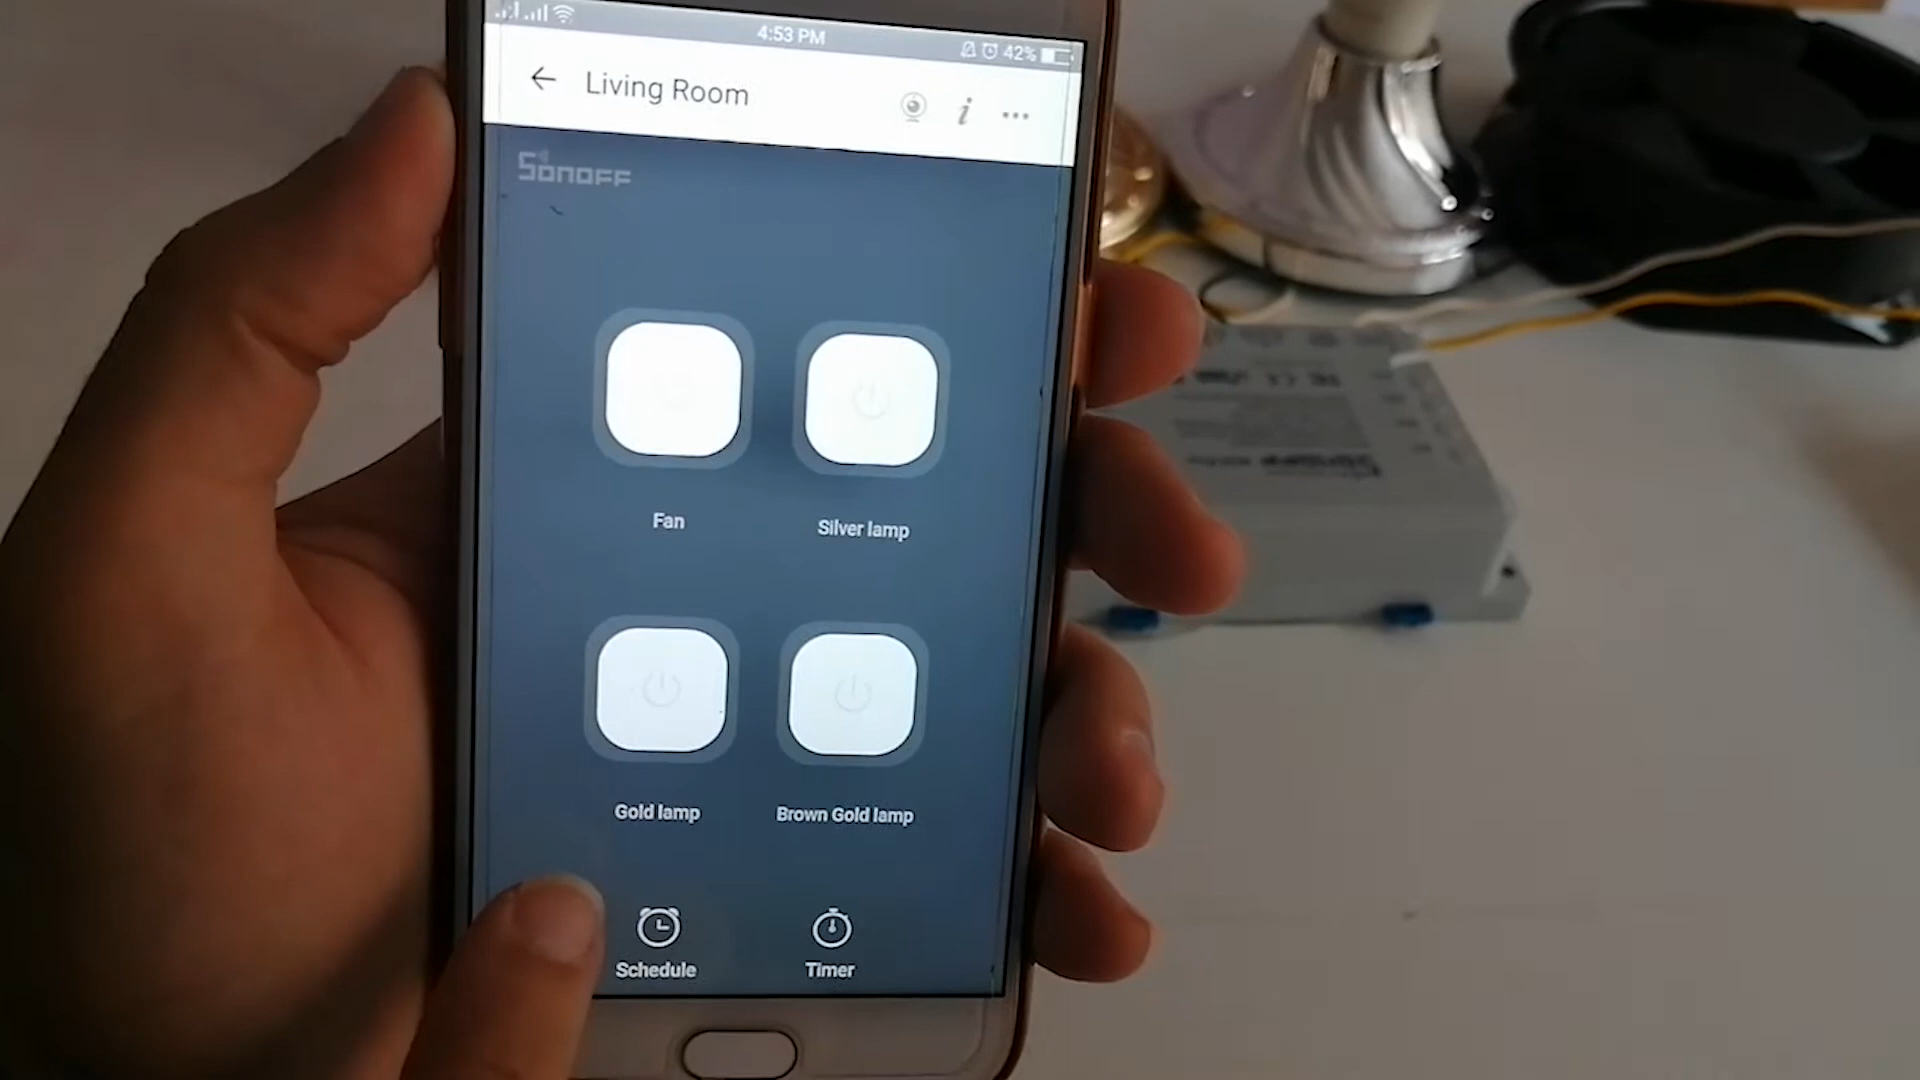 4:53 PM
42%
Living Room
SONOFF
Fan
Silver lamp
Gold lamp
Brown Gold lamp
Schedule
Timer